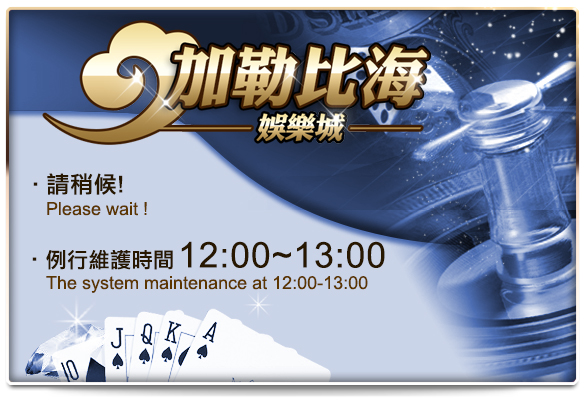 加勒比海
娛樂城
· 請稍候!
Please wait !
· 例行維護時間 12:00~13:00
The system maintenance at 12:00-13:00
10 J Q K A